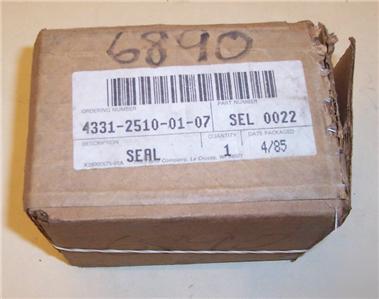 6890
ORDERING NUMBER PART NUMBER
4331-2510-01-07 SEL 0022
DESCRIPTION QUANTITY DATE PACKAGED
SEAL 1 4/85
Company, La Crosse,